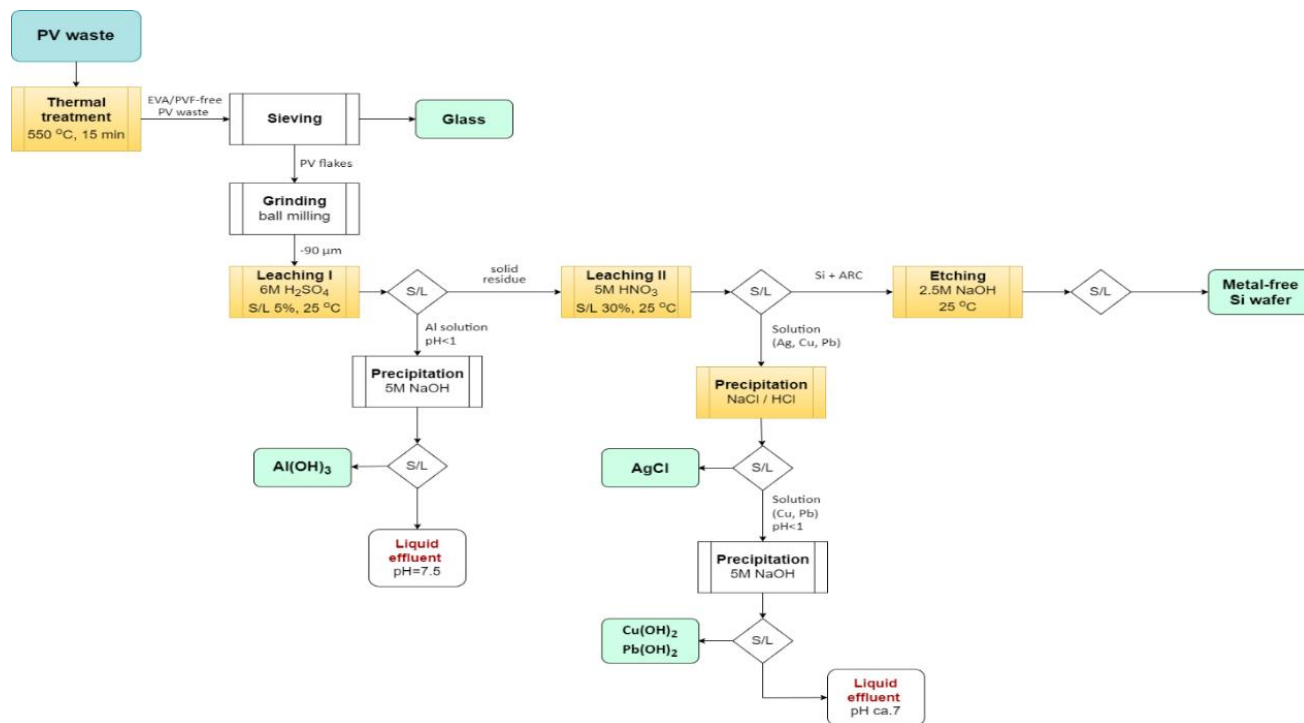 PV waste
Thermal
treatment
550 °C, 15 min
EVA/PVF-free
PV waste
Sieving
Glass
PV flakes
Grinding
ball milling
-90 μm
Leaching I
6M H₂SO₄
S/L 5%, 25 °C
S/L
solid
residue
Leaching II
5M HNO₃
S/L 30%, 25 °C
S/L
Si + ARC
Etching
2.5M NaOH
25 °C
S/L
Metal-free
Si wafer
Al solution
pH<1
Precipitation
5M NaOH
S/L
Al(OH)₃
Liquid
effluent
pH=7.5
Solution
(Ag, Cu, Pb)
Precipitation
NaCl / HCl
S/L
AgCl
Solution
(Cu, Pb)
pH<1
Precipitation
5M NaOH
S/L
Cu(OH)₂
Pb(OH)₂
Liquid
effluent
pH ca.7